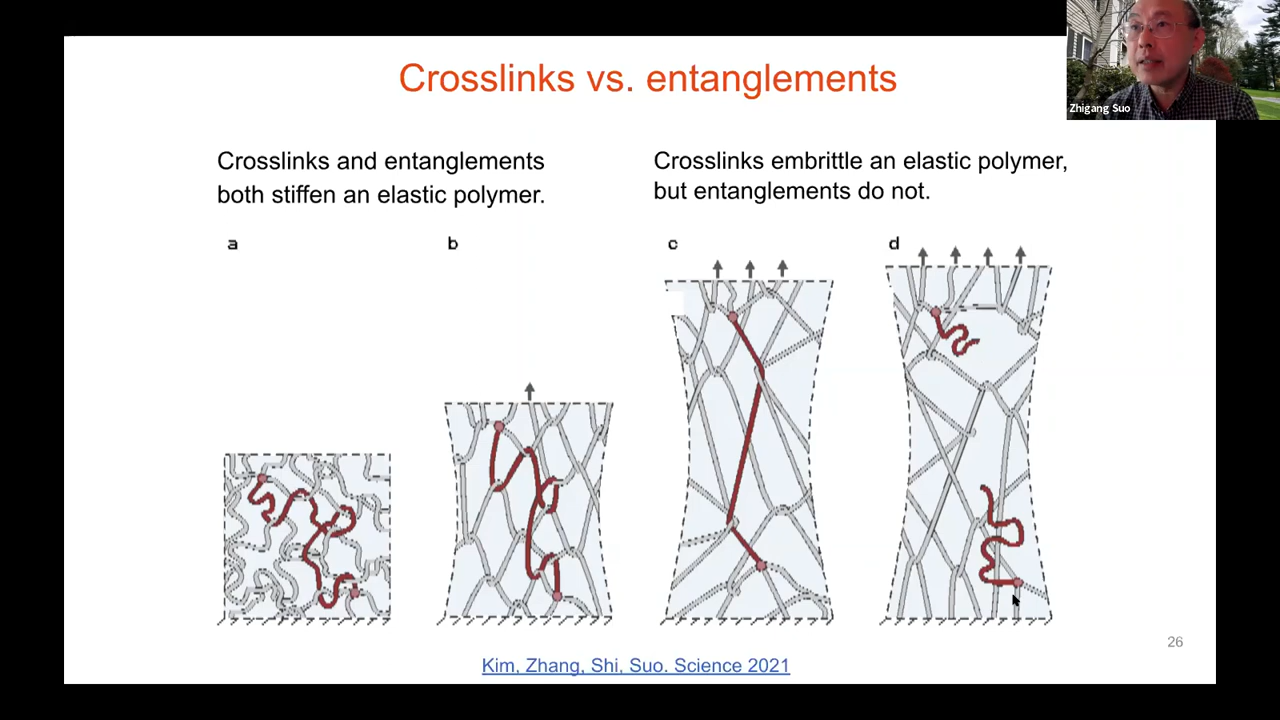 Crosslinks vs. entanglements
Zhigang Suo
Crosslinks and entanglements
both stiffen an elastic polymer.
Crosslinks embrittle an elastic polymer,
but entanglements do not.
a
b
c
d
26
Kim, Zhang, Shi, Suo. Science 2021